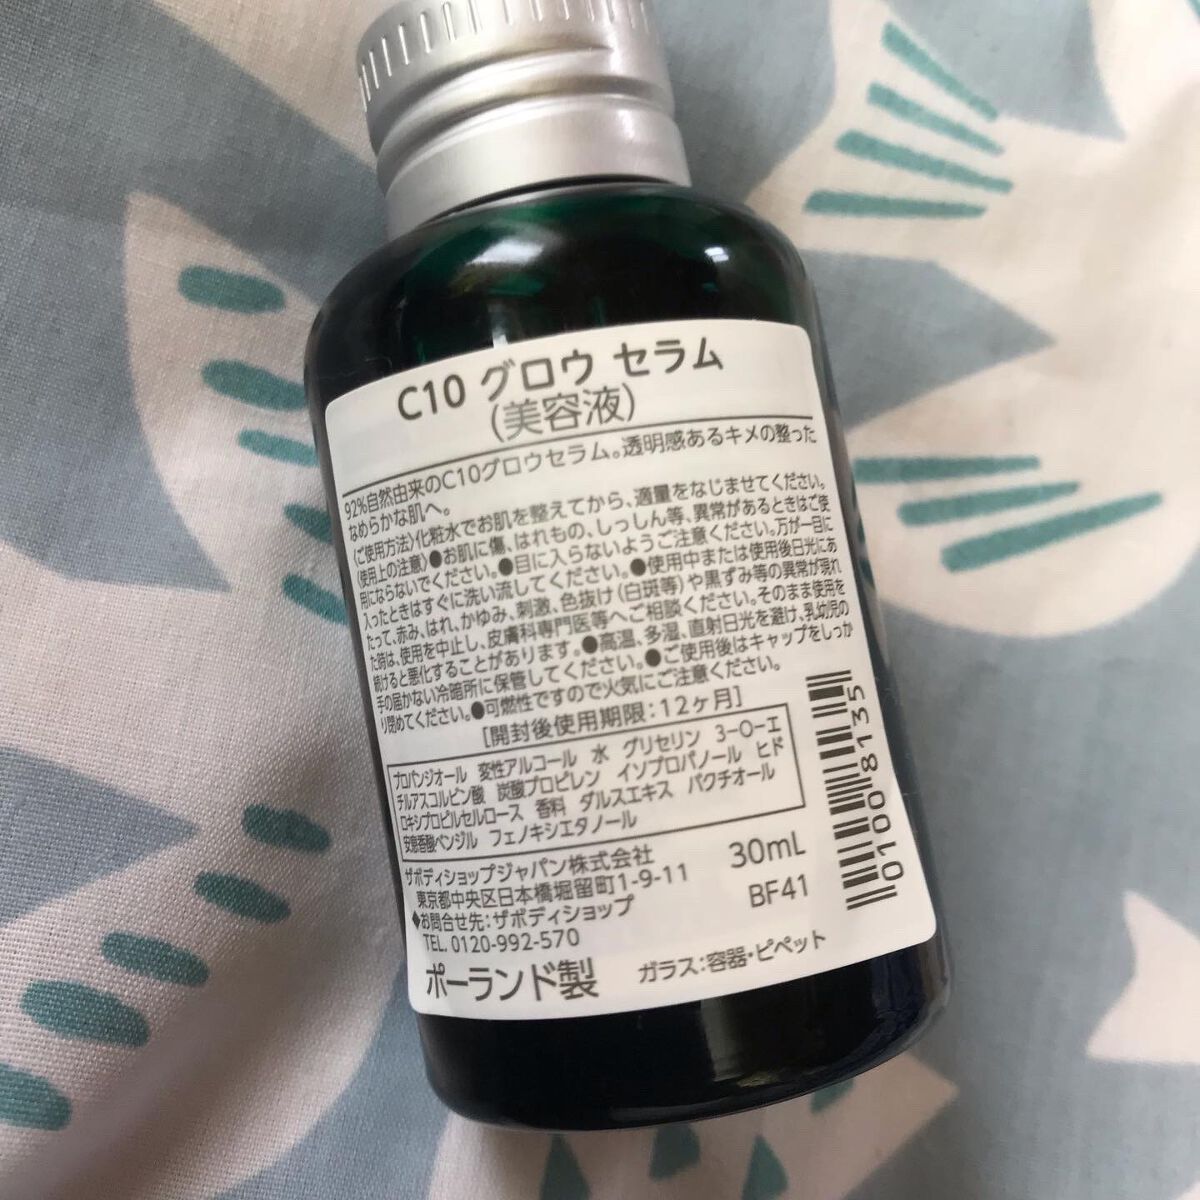 C10 グロウ セラム
(美容液)
92%自然由来のC10グロウセラム。透明感あるキメの整った
なめらかな肌へ。
〈ご使用方法〉化粧水でお肌を整えてから、適量をなじませてください。
〈使用上の注意〉●お肌に傷、はれもの、しっしん等、異常があるときはご使
用にならないでください。●目に入らないようご注意ください。万が一目に
入ったときはすぐに洗い流してください。●使用中または使用後日光にあ
たって、赤み、はれ、かゆみ、刺激、色抜け(白斑等)や黒ずみ等の異常が現れ
た時は、使用を中止し、皮膚科専門医等へご相談ください。そのまま使用を
続けると悪化することがあります。●高温、多湿、直射日光を避け、乳幼児の
手の届かない冷暗所に保管してください。●ご使用後はキャップをしっか
り閉めてください。●可燃性ですので火気にご注意ください。
[開封後使用期限:12ヶ月]
プロパンジオール 変性アルコール 水 グリセリン 3-O-エ
チルアスコルビン酸 炭酸プロピレン イソプロパノール ヒド
ロキシプロピルセルロース 香料 ダルスエキス バクチオール
安息香酸ベンジル フェノキシエタノール
ザボディショップジャパン株式会社
東京都中央区日本橋堀留町1-9-11
◆お問合せ先:ザボディショップ
TEL. 0120-992-570
ポーランド製
30mL
BF41
ガラス:容器・ピペット
0100 8135